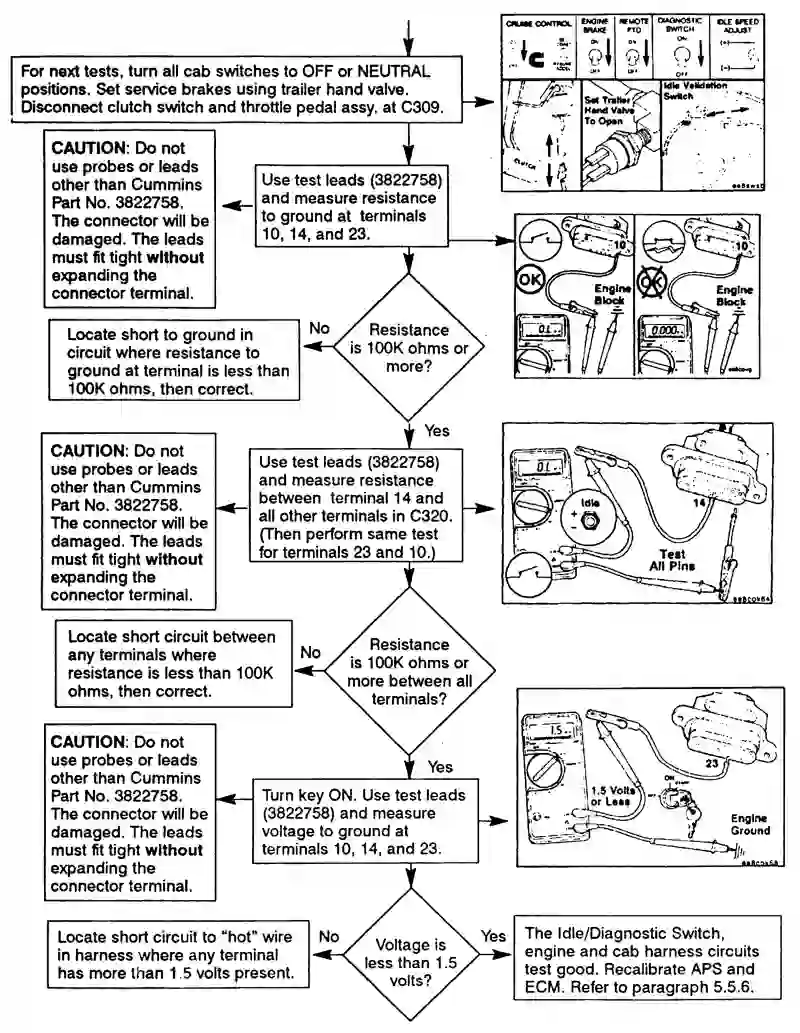 For next tests, turn all cab switches to OFF or NEUTRAL
positions. Set service brakes using trailer hand valve.
Disconnect clutch switch and throttle pedal assy, at C309.
CRUISE CONTROL
ENGINE
BRAKE
ON
OFF
REMOTE
PTO
ON
OFF
DIAGNOSTIC
SWITCH
ON
OFF
IDLE SPEED
ADJUST
(+)
(-)
CLUTCH
Set Trailer
Hand Valve
To Open
Idle Validation
Switch
CAUTION: Do not
use probes or leads
other than Cummins
Part No. 3822758.
The connector will be
damaged. The leads
must fit tight without
expanding the
connector terminal.
Use test leads (3822758)
and measure resistance
to ground at terminals
10, 14, and 23.
10
OK
Engine
Block
0.L.
10
OK
Engine
Block
0.000
Resistance
is 100K ohms or
more?
No
Locate short to ground in
circuit where resistance to
ground at terminal is less than
100K ohms, then correct.
Yes
CAUTION: Do not
use probes or leads
other than Cummins
Part No. 3822758.
The connector will be
damaged. The leads
must fit tight without
expanding the
connector terminal.
Use test leads (3822758)
and measure resistance
between terminal 14 and
all other terminals in C320.
(Then perform same test
for terminals 23 and 10.)
0.L.
Idle
+
-
14
Test
All Pins
Resistance
is 100K ohms or
more between all
terminals?
No
Locate short circuit between
any terminals where
resistance is less than 100K
ohms, then correct.
Yes
CAUTION: Do not
use probes or leads
other than Cummins
Part No. 3822758.
The connector will be
damaged. The leads
must fit tight without
expanding the
connector terminal.
Turn key ON. Use test leads
(3822758) and measure
voltage to ground at
terminals 10, 14, and 23.
1.5
23
1.5 Volts
or Less
OFF
ON
Engine
Ground
Voltage is
less than 1.5
volts?
No
Locate short circuit to “hot” wire
in harness where any terminal
has more than 1.5 volts present.
Yes
The Idle/Diagnostic Switch,
engine and cab harness circuits
test good. Recalibrate APS and
ECM. Refer to paragraph 5.5.6.